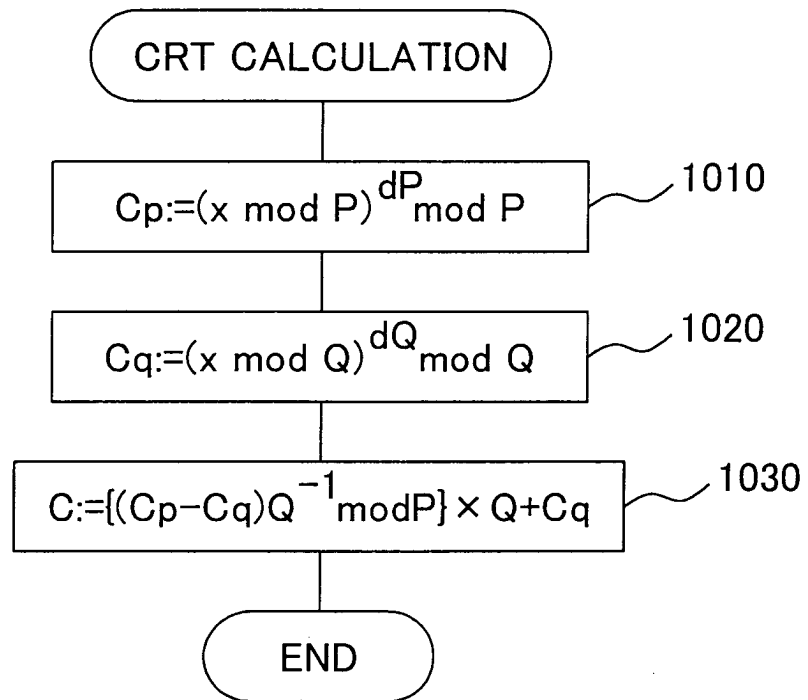 CRT CALCULATION
Cp:=(x mod P)^dP mod P
1010
Cq:=(x mod Q)^dQ mod Q
1020
C:={(Cp-Cq)Q^-1 modP}×Q+Cq
1030
END